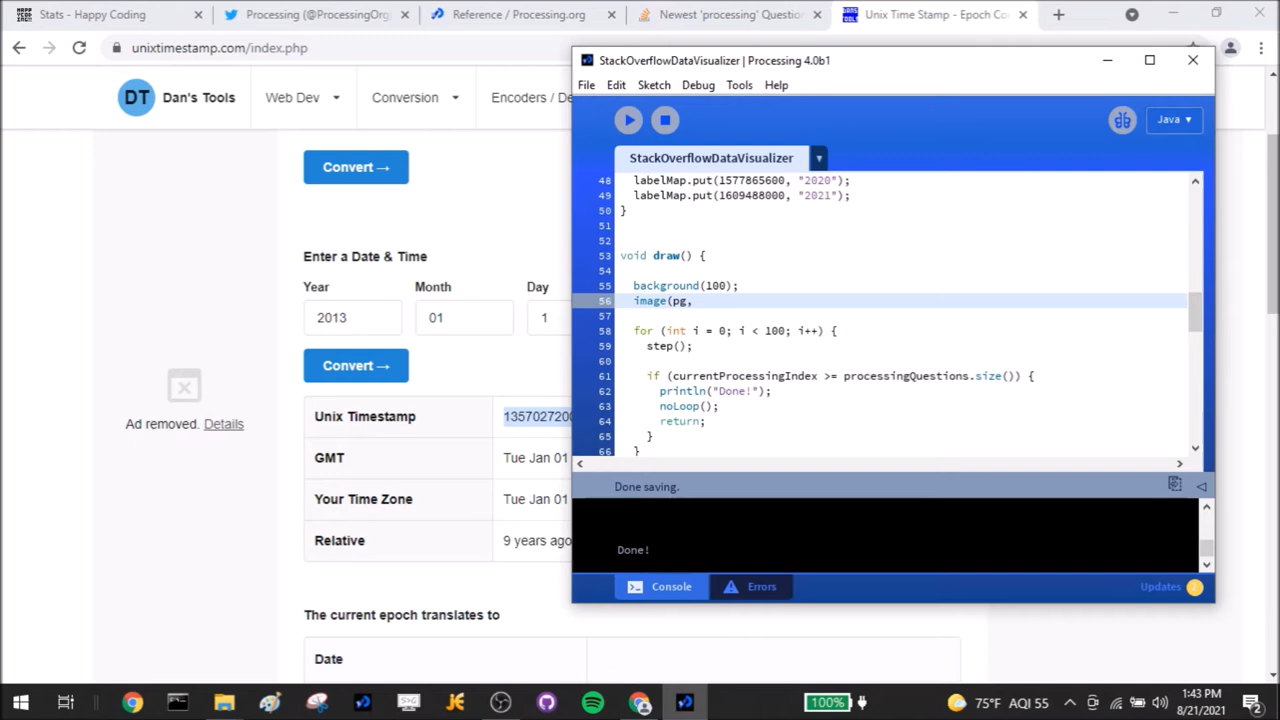 Stats - Happy Coding
Processing (@ProcessingOrg
Reference / Processing.org
Newest 'processing' Question
Unix Time Stamp - Epoch Co
unixtimestamp.com/index.php
StackOverflowDataVisualizer | Processing 4.0b1
File Edit Sketch Debug Tools Help
DT Dan's Tools
Web Dev
Conversion
Encoders / De
Java
StackOverflowDataVisualizer
Convert→
48 labelMap.put(1577865600, "2020");
49 labelMap.put(1609488000, "2021");
50 }
51
52
53 void draw() {
54
55 background(100);
56 image(pg,
57
58 for (int i = 0; i < 100; i++) {
59 step();
60
61 if (currentProcessingIndex >= processingQuestions.size()) {
62 println("Done!");
63 noLoop();
64 return;
65 }
66 }
Enter a Date & Time
Year Month Day
2013 01 1
Convert→
Ad removed. Details
Unix Timestamp 1357027200
GMT Tue Jan 01
Your Time Zone Tue Jan 01
Relative 9 years ago
Done saving.
Done!
Console
Errors
Updates 2
The current epoch translates to
Date
100%
75°F AQI 55
1:43 PM
8/21/2021
2